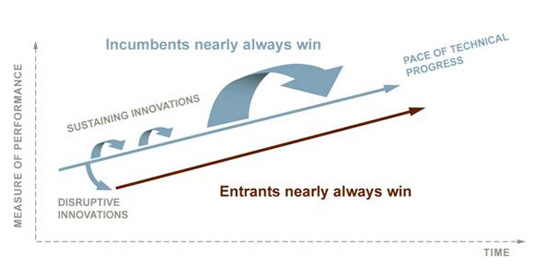 Incumbents nearly always win
PACE OF TECHNICAL
PROGRESS
SUSTAINING INNOVATIONS
MEASURE OF PERFORMANCE
DISRUPTIVE
INNOVATIONS
Entrants nearly always win
TIME